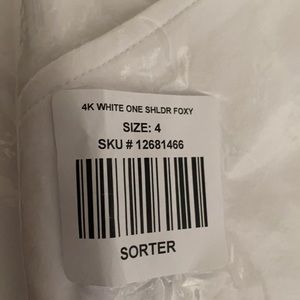 4K WHITE ONE SHLDR FOXY
SIZE: 4
SKU # 12681466
SORTER